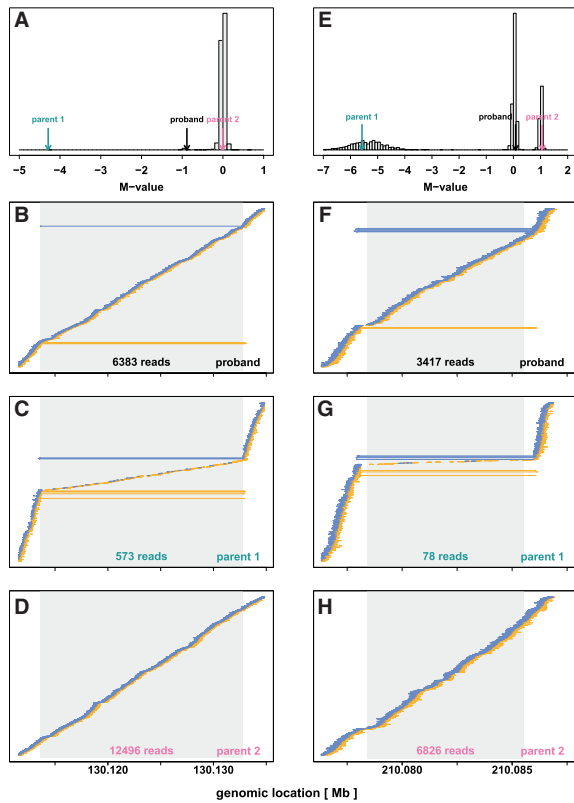 A
parent 1
proband
parent 2
−5 −4 −3 −2 −1 0 1
M−value
E
parent 1
proband
parent 2
−7 −6 −5 −4 −3 −2 −1 0 1 2
M−value
B
6383 reads proband
F
3417 reads proband
C
573 reads parent 1
G
78 reads parent 1
D
12496 reads parent 2
130.120 130.130
H
6826 reads parent 2
210.080 210.085
genomic location [ Mb ]